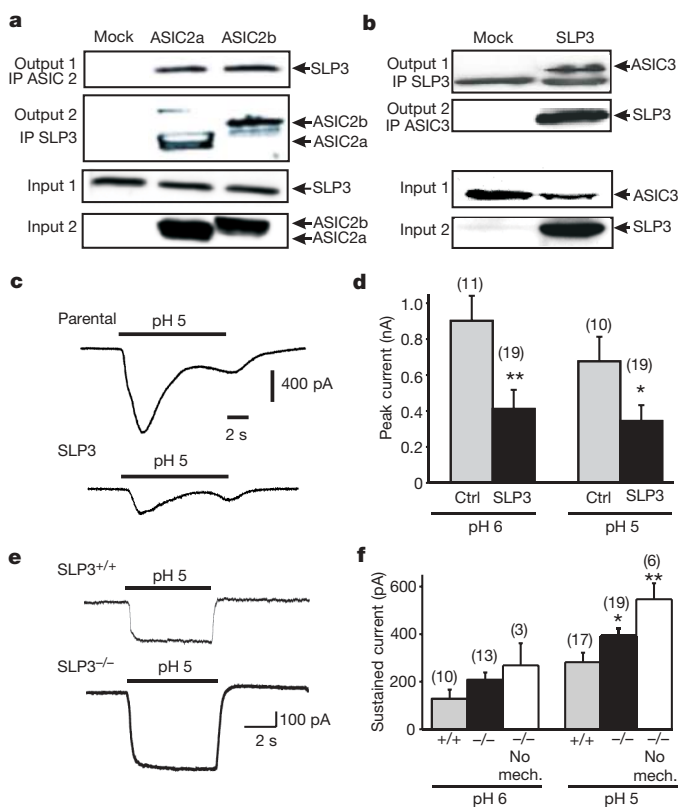 a
Mock ASIC2a ASIC2b
Output 1
IP ASIC 2
SLP3
Output 2
IP SLP3
ASIC2b
ASIC2a
Input 1
SLP3
Input 2
ASIC2b
ASIC2a
b
Mock SLP3
Output 1
IP SLP3
ASIC3
Output 2
IP ASIC3
SLP3
Input 1
ASIC3
Input 2
SLP3
c
Parental
pH 5
400 pA
2 s
SLP3
pH 5
d
Peak current (nA)
1.0
0.8
0.6
0.4
0.2
0
(11)
(19)
**
(10)
(19)
*
Ctrl SLP3 Ctrl SLP3
pH 6 pH 5
e
SLP3+/+
pH 5
SLP3–/–
pH 5
100 pA
2 s
f
Sustained current (pA)
600
400
200
0
(10)
(13)
(3)
(17)
(19)
*
(6)
**
+/+ –/– –/– +/+ –/– –/–
No No
mech. mech.
pH 6 pH 5